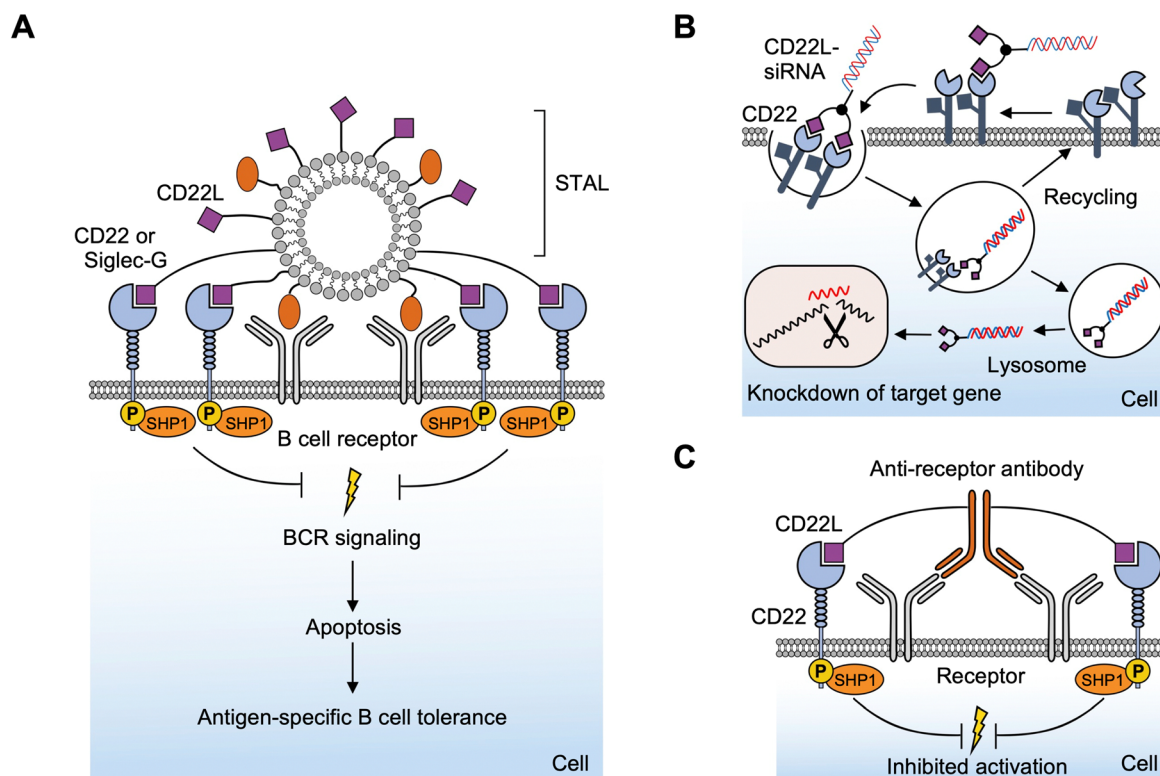 A
CD22L
STAL
CD22 or
Siglec-G
P
SHP1
P
SHP1
SHP1
P
SHP1
P
B cell receptor
BCR signaling
Apoptosis
Antigen-specific B cell tolerance
Cell
B
CD22L-
siRNA
CD22
Recycling
Lysosome
Knockdown of target gene
Cell
C
Anti-receptor antibody
CD22L
CD22
P
SHP1
Receptor
SHP1
P
Inhibited activation
Cell